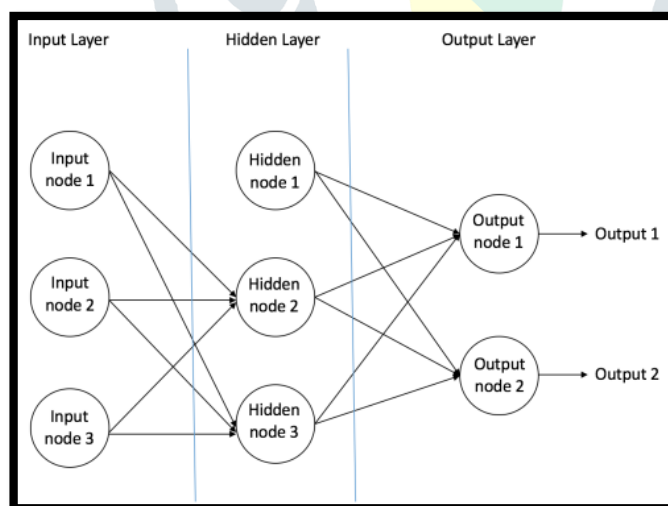 Input Layer
Hidden Layer
Output Layer
Input
node 1
Hidden
node 1
Output
node 1
Output 1
Input
node 2
Hidden
node 2
Output
node 2
Output 2
Input
node 3
Hidden
node 3